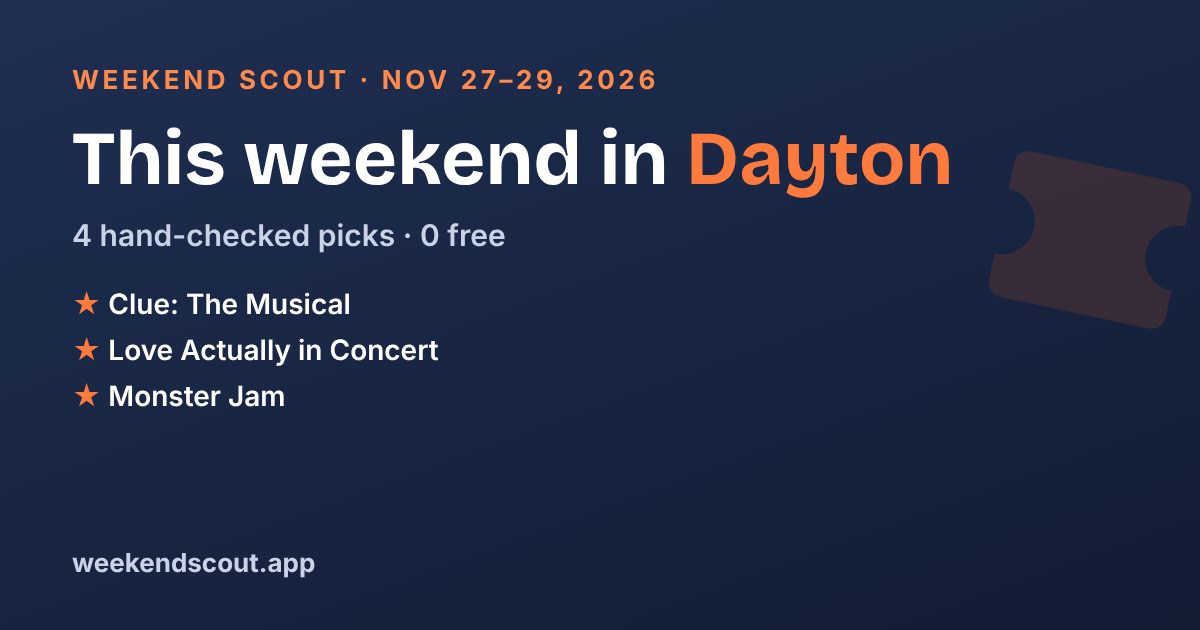 WEEKEND SCOUT · NOV 27–29, 2026
This weekend in Dayton
4 hand-checked picks · 0 free
★ Clue: The Musical
★ Love Actually in Concert
★ Monster Jam
weekendscout.app